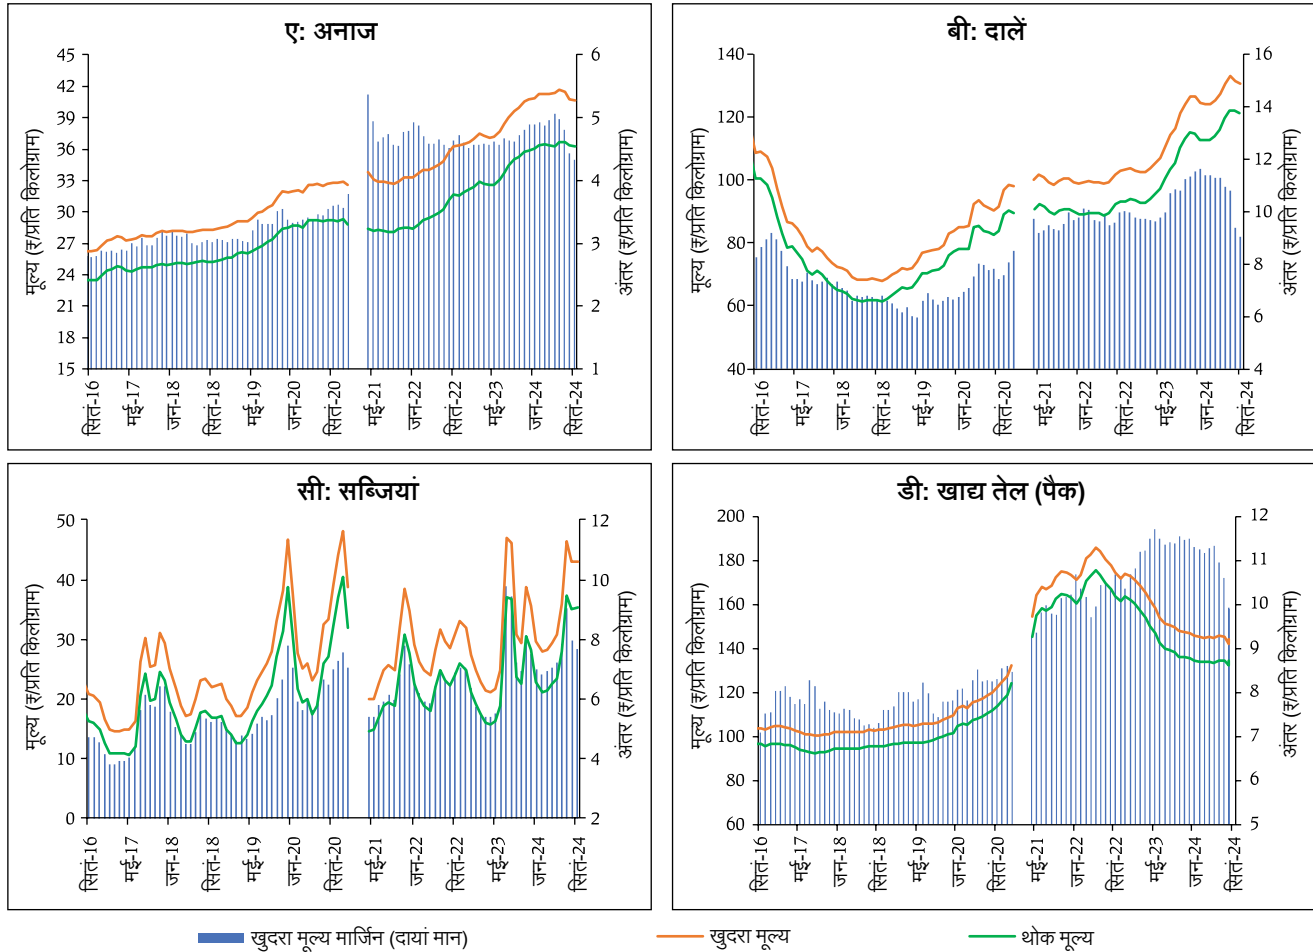 ए: अनाज
मूल्य (रु/प्रति किलोग्राम)
45
42
39
36
33
30
27
24
21
18
15
6
5
4
3
2
1
अंतर (रु/प्रति किलोग्राम)
सितं-16
मई-17
जन-18
सितं-18
मई-19
जन-20
सितं-20
मई-21
जन-22
सितं-22
मई-23
जन-24
सितं-24
बी: दालें
मूल्य (रु/प्रति किलोग्राम)
140
120
100
80
60
40
16
14
12
10
8
6
4
अंतर (रु/प्रति किलोग्राम)
सितं-16
मई-17
जन-18
सितं-18
मई-19
जन-20
सितं-20
मई-21
जन-22
सितं-22
मई-23
जन-24
सितं-24
सी: सब्जियां
मूल्य (रु/प्रति किलोग्राम)
50
40
30
20
10
0
12
10
8
6
4
2
अंतर (रु/प्रति किलोग्राम)
सितं-16
मई-17
जन-18
सितं-18
मई-19
जन-20
सितं-20
मई-21
जन-22
सितं-22
मई-23
जन-24
सितं-24
डी: खाद्य तेल (पैक)
मूल्य (रु/प्रति किलोग्राम)
200
180
160
140
120
100
80
60
12
11
10
9
8
7
6
5
अंतर (रु/प्रति किलोग्राम)
सितं-16
मई-17
जन-18
सितं-18
मई-19
जन-20
सितं-20
मई-21
जन-22
सितं-22
मई-23
जन-24
सितं-24
खुदरा मूल्य मार्जिन (दायां मान)
खुदरा मूल्य
थोक मूल्य